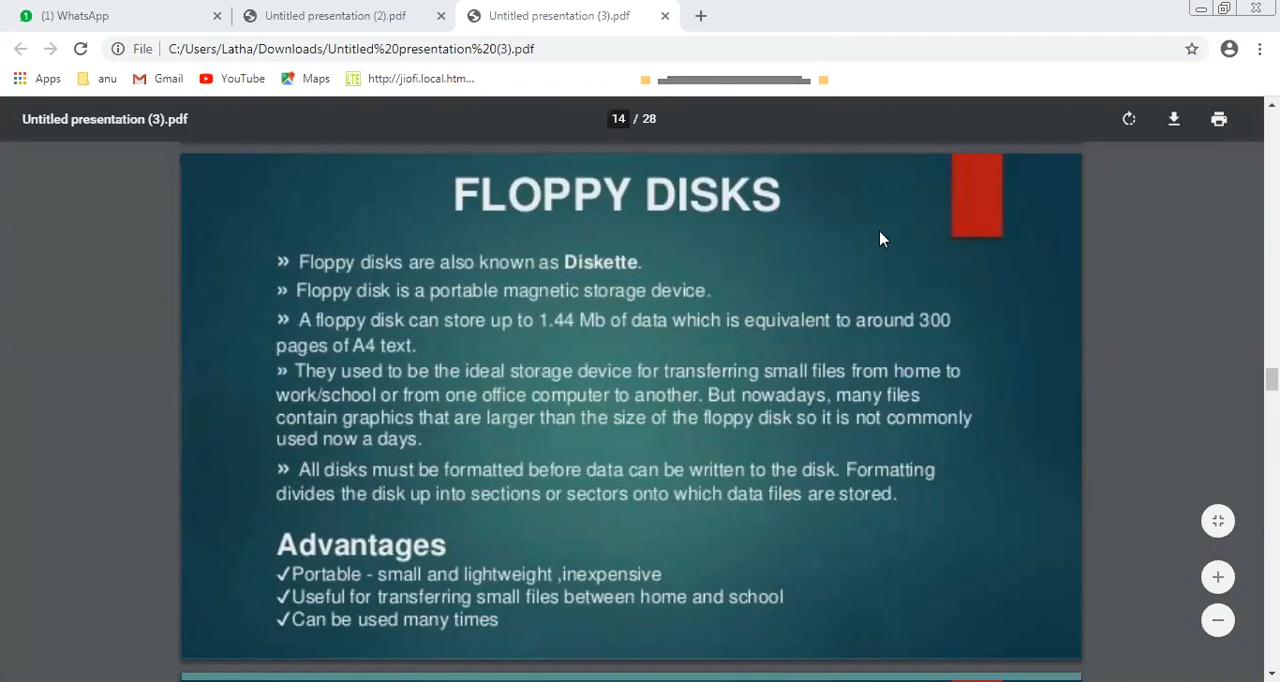 (1) WhatsApp
Untitled presentation (2).pdf
Untitled presentation (3).pdf
File
C:/Users/Latha/Downloads/Untitled%20presentation%20(3).pdf
Apps
anu
Gmail
YouTube
Maps
LTE
http://jiofi.local.htm...
Untitled presentation (3).pdf
14 / 28
FLOPPY DISKS
» Floppy disks are also known as Diskette.
» Floppy disk is a portable magnetic storage device.
» A floppy disk can store up to 1.44 Mb of data which is equivalent to around 300
pages of A4 text.
» They used to be the ideal storage device for transferring small files from home to
work/school or from one office computer to another. But nowadays, many files
contain graphics that are larger than the size of the floppy disk so it is not commonly
used now a days.
» All disks must be formatted before data can be written to the disk. Formatting
divides the disk up into sections or sectors onto which data files are stored.
Advantages
✓Portable - small and lightweight ,inexpensive
✓Useful for transferring small files between home and school
✓Can be used many times